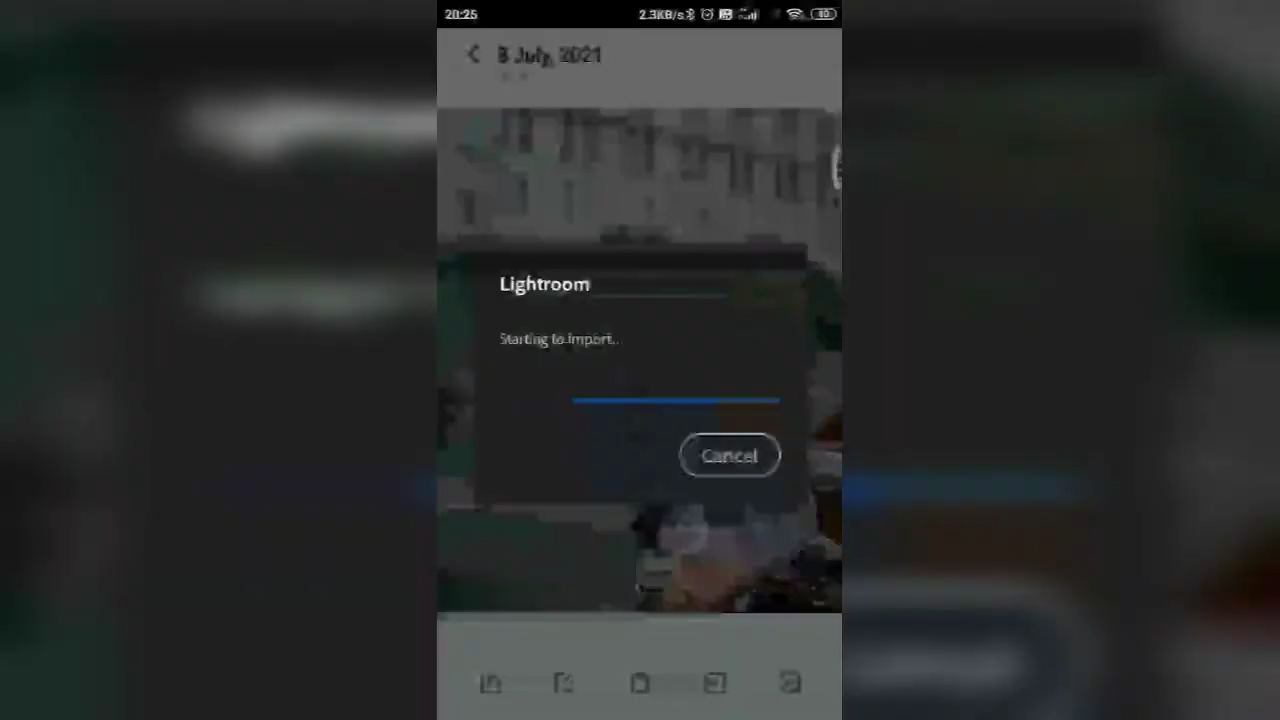 20:25
2.3KB/s
8 July, 2021
Lightroom
Starting to import..
Cancel